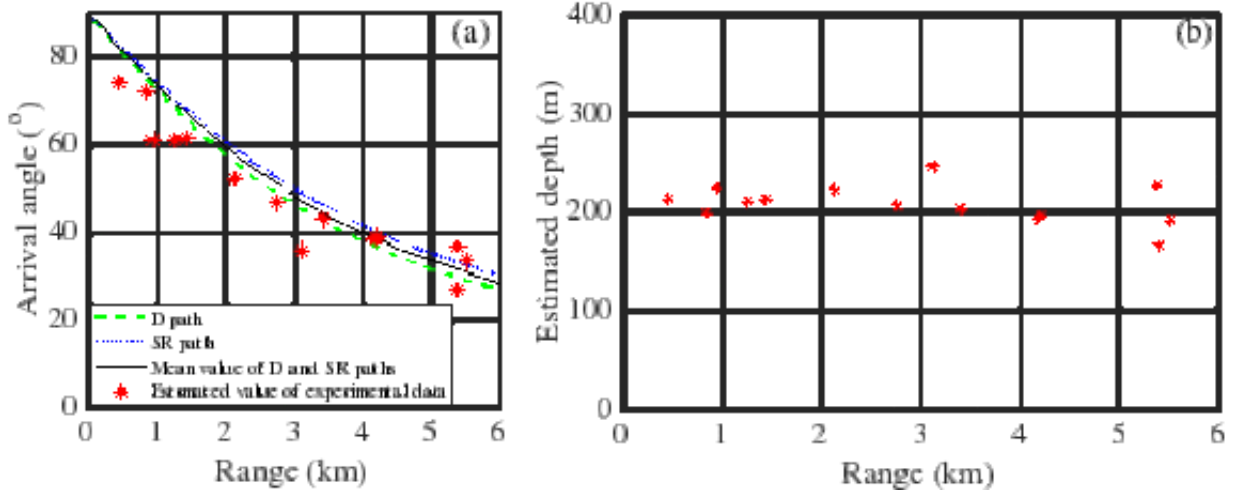 (a)
80
60
40
20
0
Arrival angle (°)
D path
SR path
Mean value of D and SR paths
Estimated value of experimental data
0 1 2 3 4 5 6
Range (km)
(b)
400
300
200
100
0
Estimated depth (m)
0 1 2 3 4 5 6
Range (km)